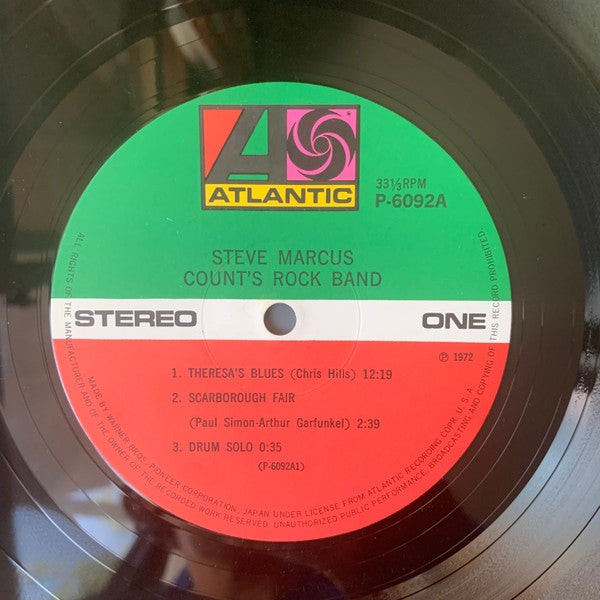 ATLANTIC
33⅓RPM
P-6092A
STEVE MARCUS
COUNT'S ROCK BAND
STEREO
ONE
℗ 1972
1. THERESA'S BLUES (Chris Hills) 12:19
2. SCARBOROUGH FAIR
(Paul Simon-Arthur Garfunkel) 2:39
3. DRUM SOLO 0:35
(P-6092A1)
MADE BY WARNER BROS. PIONEER CORPORATION, JAPAN UNDER LICENSE FROM ATLANTIC RECORDING CORP., U. S. A.
ALL RIGHTS OF THE MANUFACTURER AND OF THE OWNER OF THE RECORDED WORK RESERVED. UNAUTHORIZED PUBLIC PERFORMANCE, BROADCASTING AND COPYING OF THIS RECORD PROHIBITED.